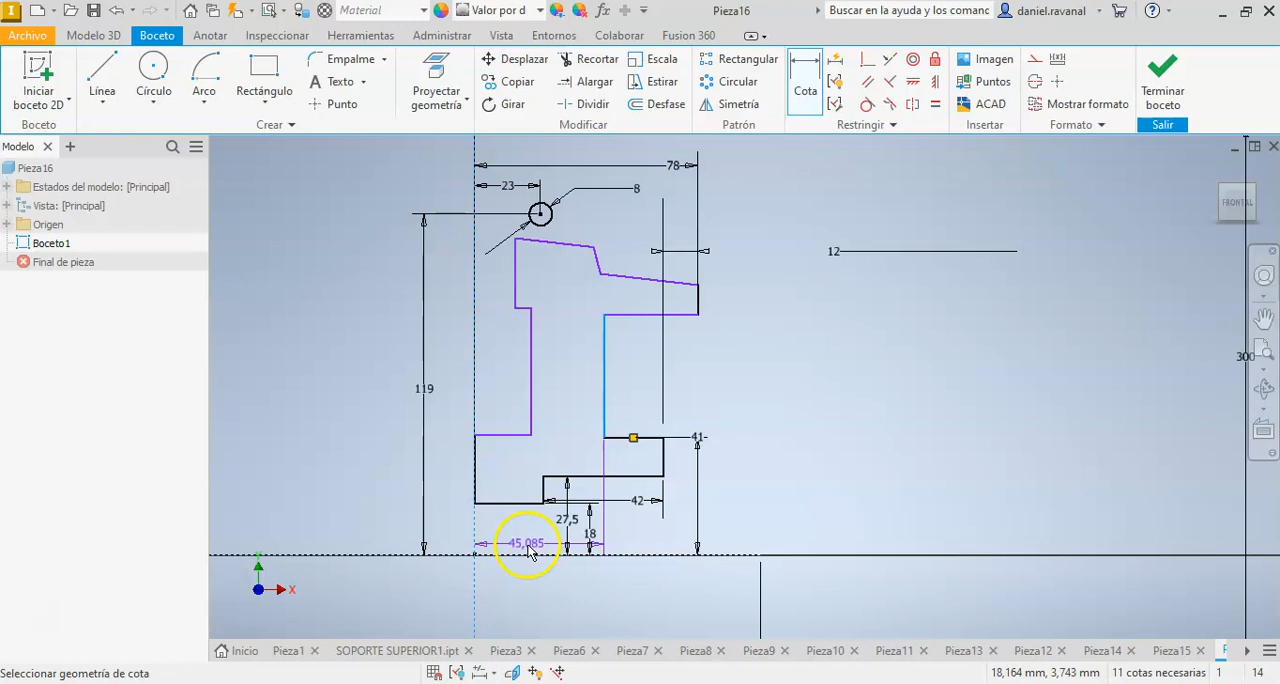 Material
Valor por d
Pieza16
Buscar en la ayuda y los comanc
daniel.ravanal
Archivo Modelo 3D Boceto Anotar Inspeccionar Herramientas Administrar Vista Entornos Colaborar Fusion 360
Iniciar boceto 2D
Línea
Círculo
Arco
Rectángulo
Empalme
Texto
Punto
Proyectar geometría
Desplazar
Copiar
Girar
Recortar
Alargar
Dividir
Escala
Estirar
Desfase
Rectangular
Circular
Simetría
Cota
Imagen
Puntos
ACAD
Mostrar formato
Terminar boceto
Boceto Crear Modificar Patrón Restringir Insertar Formato Salir
Modelo
Pieza16
Estados del modelo: [Principal]
Vista: [Principal]
Origen
Boceto1
Final de pieza
78
23
8
FRONTAL
12
300
119
41
42
27,5
18
45,085
Y
X
Inicio Pieza1 SOPORTE SUPERIOR1.ipt Pieza3 Pieza6 Pieza7 Pieza8 Pieza9 Pieza10 Pieza11 Pieza12 Pieza13 Pieza14 Pieza15
Seleccionar geometría de cota
18,164 mm, 3,743 mm 11 cotas necesarias 1 14